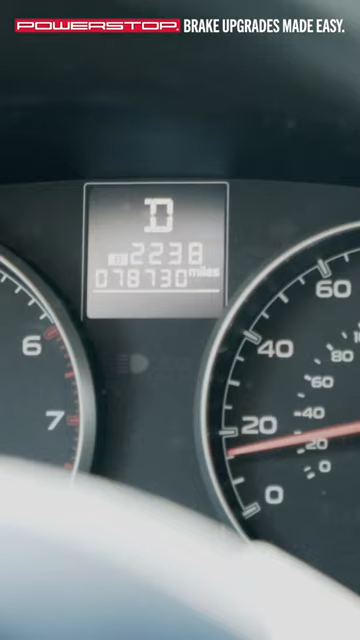 POWERSTOP. BRAKE UPGRADES MADE EASY.
D
B 2238
078730 miles
60
40
20
0
80
60
40
20
0
6
7